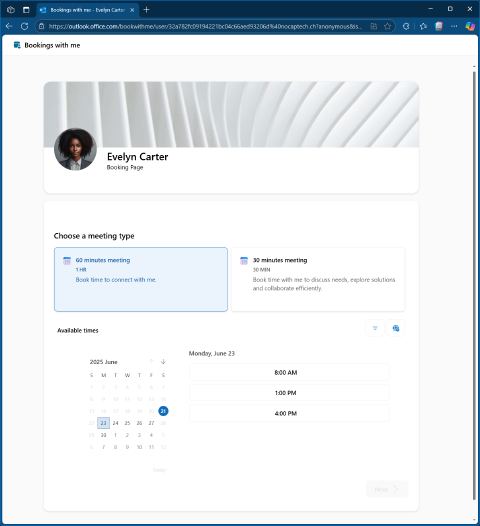 Bookings with me - Evelyn Carter
https://outlook.office.com/bookwithme/user/32a782fc09194221bc04c66aed93206d%40nocaptech.ch?anonymous&is...
Bookings with me
Evelyn Carter
Booking Page
Choose a meeting type
60 minutes meeting
1 HR
Book time to connect with me.
30 minutes meeting
30 MIN
Book time with me to discuss needs, explore solutions
and collaborate efficiently.
Available times
2025 June
Monday, June 23
S M T W T F S
1 2 3 4 5 6 7
8 9 10 11 12 13 14
15 16 17 18 19 20 21
22 23 24 25 26 27 28
29 30 1 2 3 4 5
6 7 8 9 10 11 12
8:00 AM
1:00 PM
4:00 PM
Today
Next